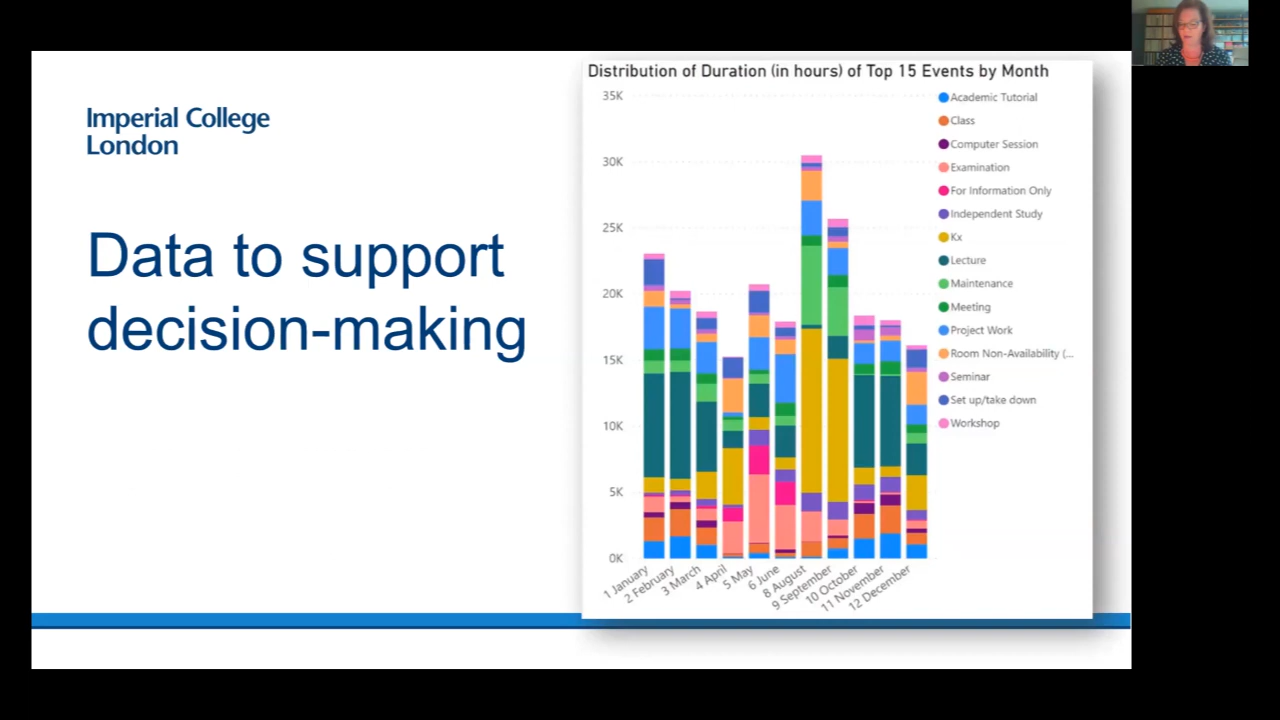 Imperial College
London
Data to support
decision-making
Distribution of Duration (in hours) of Top 15 Events by Month
35K
30K
25K
20K
15K
10K
5K
0K
1 January
2 February
3 March
4 April
5 May
6 June
8 August
9 September
10 October
11 November
12 December
Academic Tutorial
Class
Computer Session
Examination
For Information Only
Independent Study
Kx
Lecture
Maintenance
Meeting
Project Work
Room Non-Availability (...
Seminar
Set up/take down
Workshop